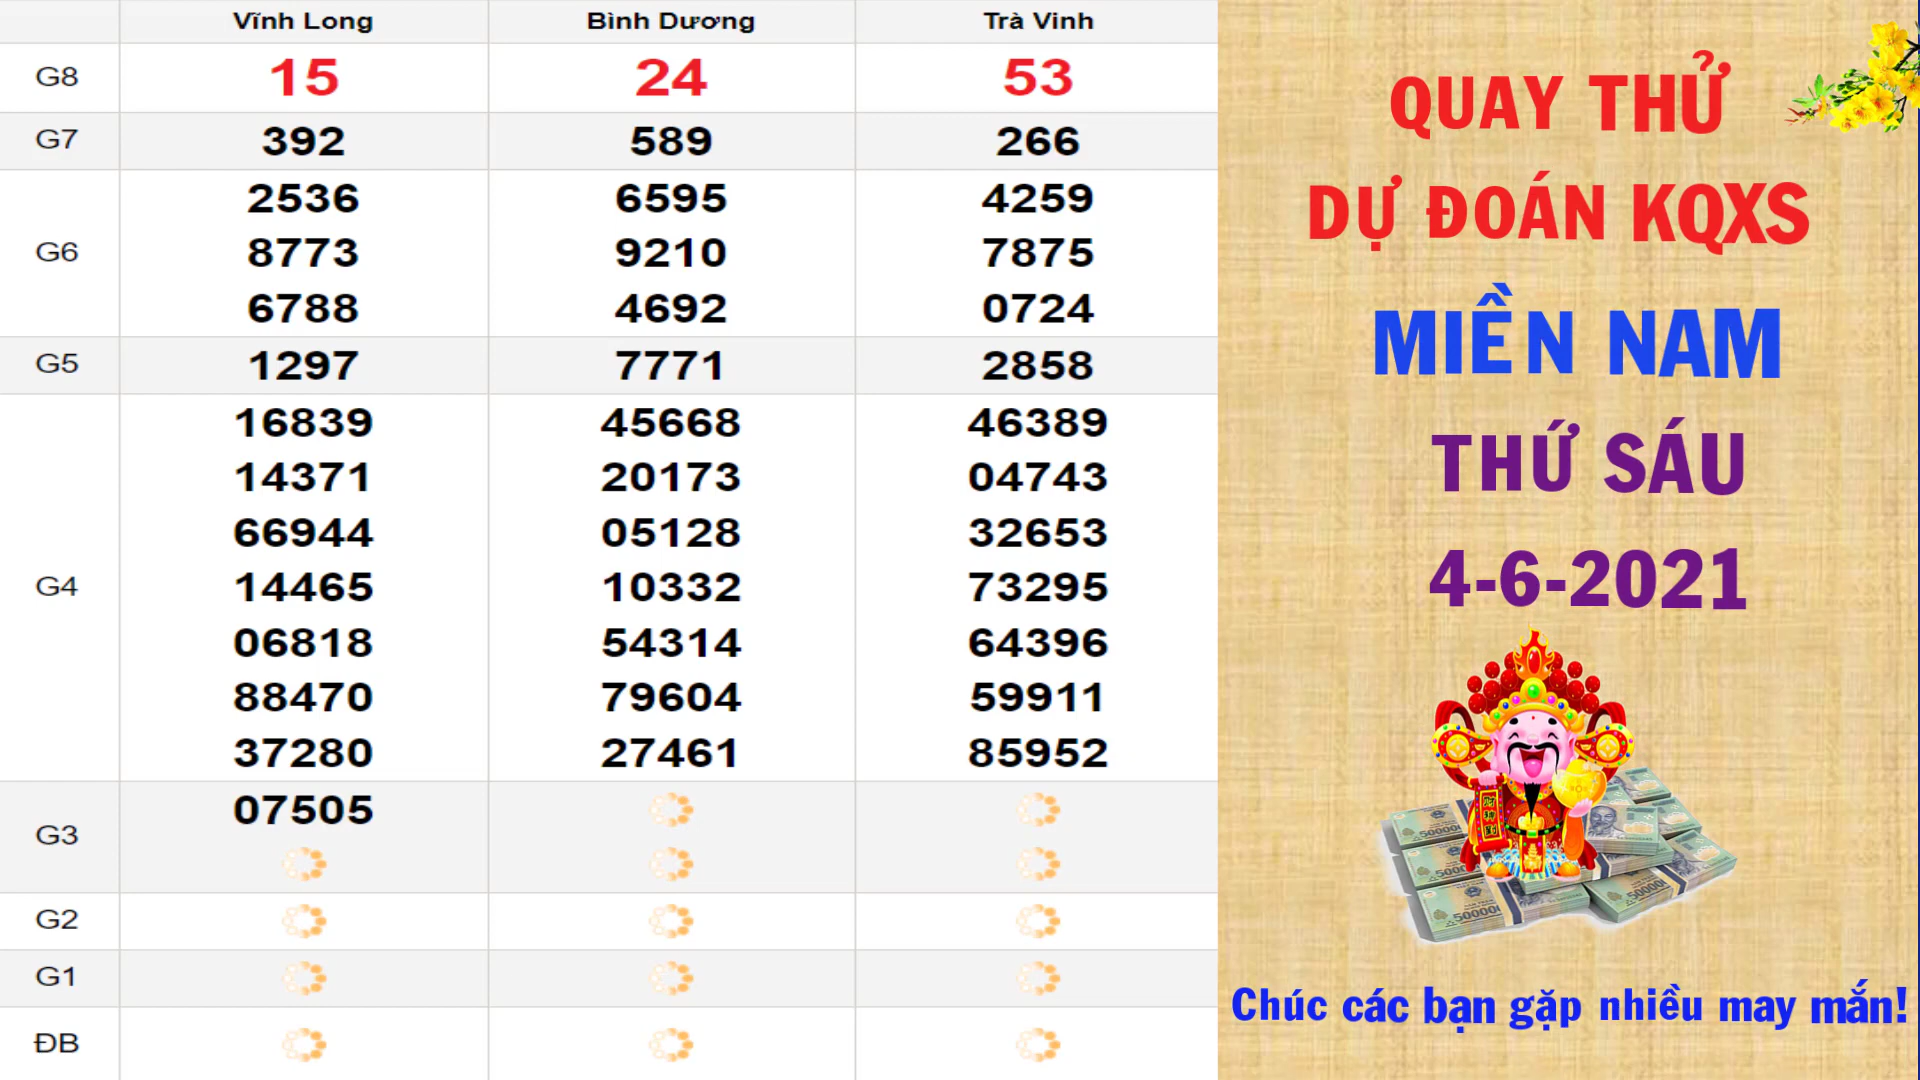 Vĩnh Long Bình Dương Trà Vinh
G8 15 24 53
G7 392 589 266
G6 2536 6595 4259
8773 9210 7875
6788 4692 0724
G5 1297 7771 2858
G4 16839 45668 46389
14371 20173 04743
66944 05128 32653
14465 10332 73295
06818 54314 64396
88470 79604 59911
37280 27461 85952
G3 07505
G2
G1
ĐB
QUAY THỬ
DỰ ĐOÁN KQXS
MIỀN NAM
THỨ SÁU
4-6-2021
Chúc các bạn gặp nhiều may mắn!